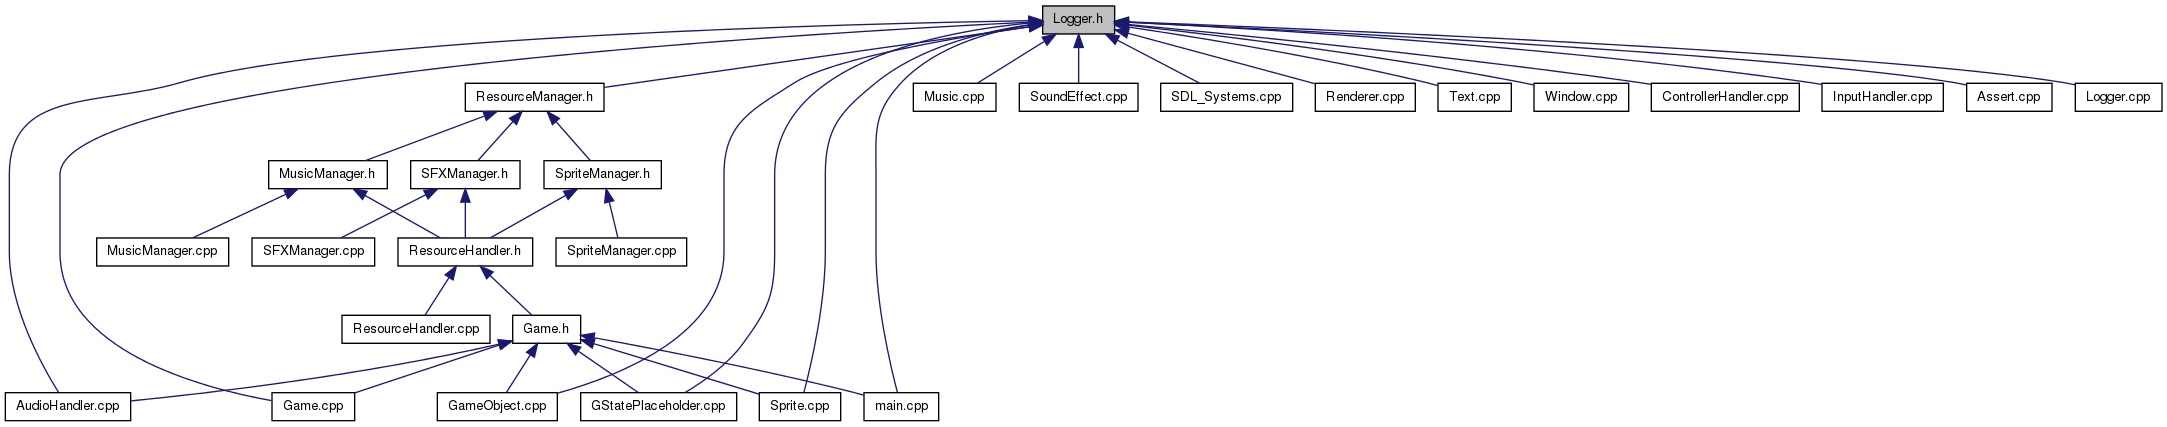 Logger.h
ResourceManager.h
Music.cpp
SoundEffect.cpp
SDL_Systems.cpp
Renderer.cpp
Text.cpp
Window.cpp
ControllerHandler.cpp
InputHandler.cpp
Assert.cpp
Logger.cpp
MusicManager.h
SFXManager.h
SpriteManager.h
MusicManager.cpp
SFXManager.cpp
ResourceHandler.h
SpriteManager.cpp
ResourceHandler.cpp
Game.h
AudioHandler.cpp
Game.cpp
GameObject.cpp
GStatePlaceholder.cpp
Sprite.cpp
main.cpp